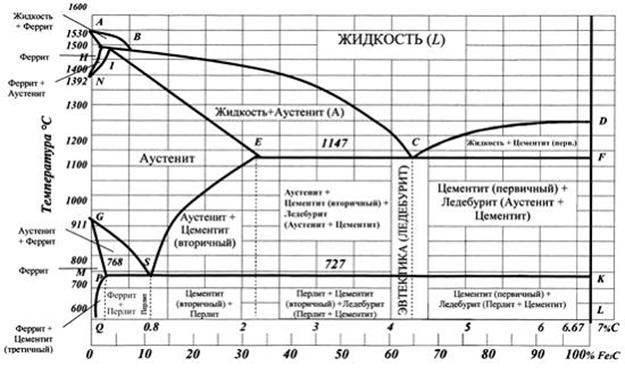 1600
Жидкость
+ Феррит
A
1530
B
1500
ЖИДКОСТЬ (L)
Феррит
H
I
1400
N
1392
Феррит +
Аустенит
1300
Жидкость+Аустенит (A)
D
1200
E
1147
C
Жидкость + Цементит (перв.)
F
1100
Аустенит
Температура °C
1000
Аустенит +
Цементит
(вторичный)
Аустенит +
Цементит (вторичный) +
Ледебурит
(Аустенит + Цементит)
ЭВТЕКТИКА (ЛЕДЕБУРИТ)
Цементит (первичный) +
Ледебурит (Аустенит +
Цементит)
G
911
Аустенит
+ Феррит
800
768
S
727
Феррит
M
P
K
700
Феррит
+
Перлит
Перлит
Цементит
(вторичный) +
Перлит
Перлит + Цементит
(вторичный)+Ледебурит
(Перлит + Цементит)
Цементит (первичный) +
Ледебурит (Перлит + Цементит)
600
L
Феррит +
Цементит
(третичный)
Q
0.8 2 3 4 5 6 6.67 7%C
0 10 20 30 40 50 60 70 80 90 100% Fe₃C